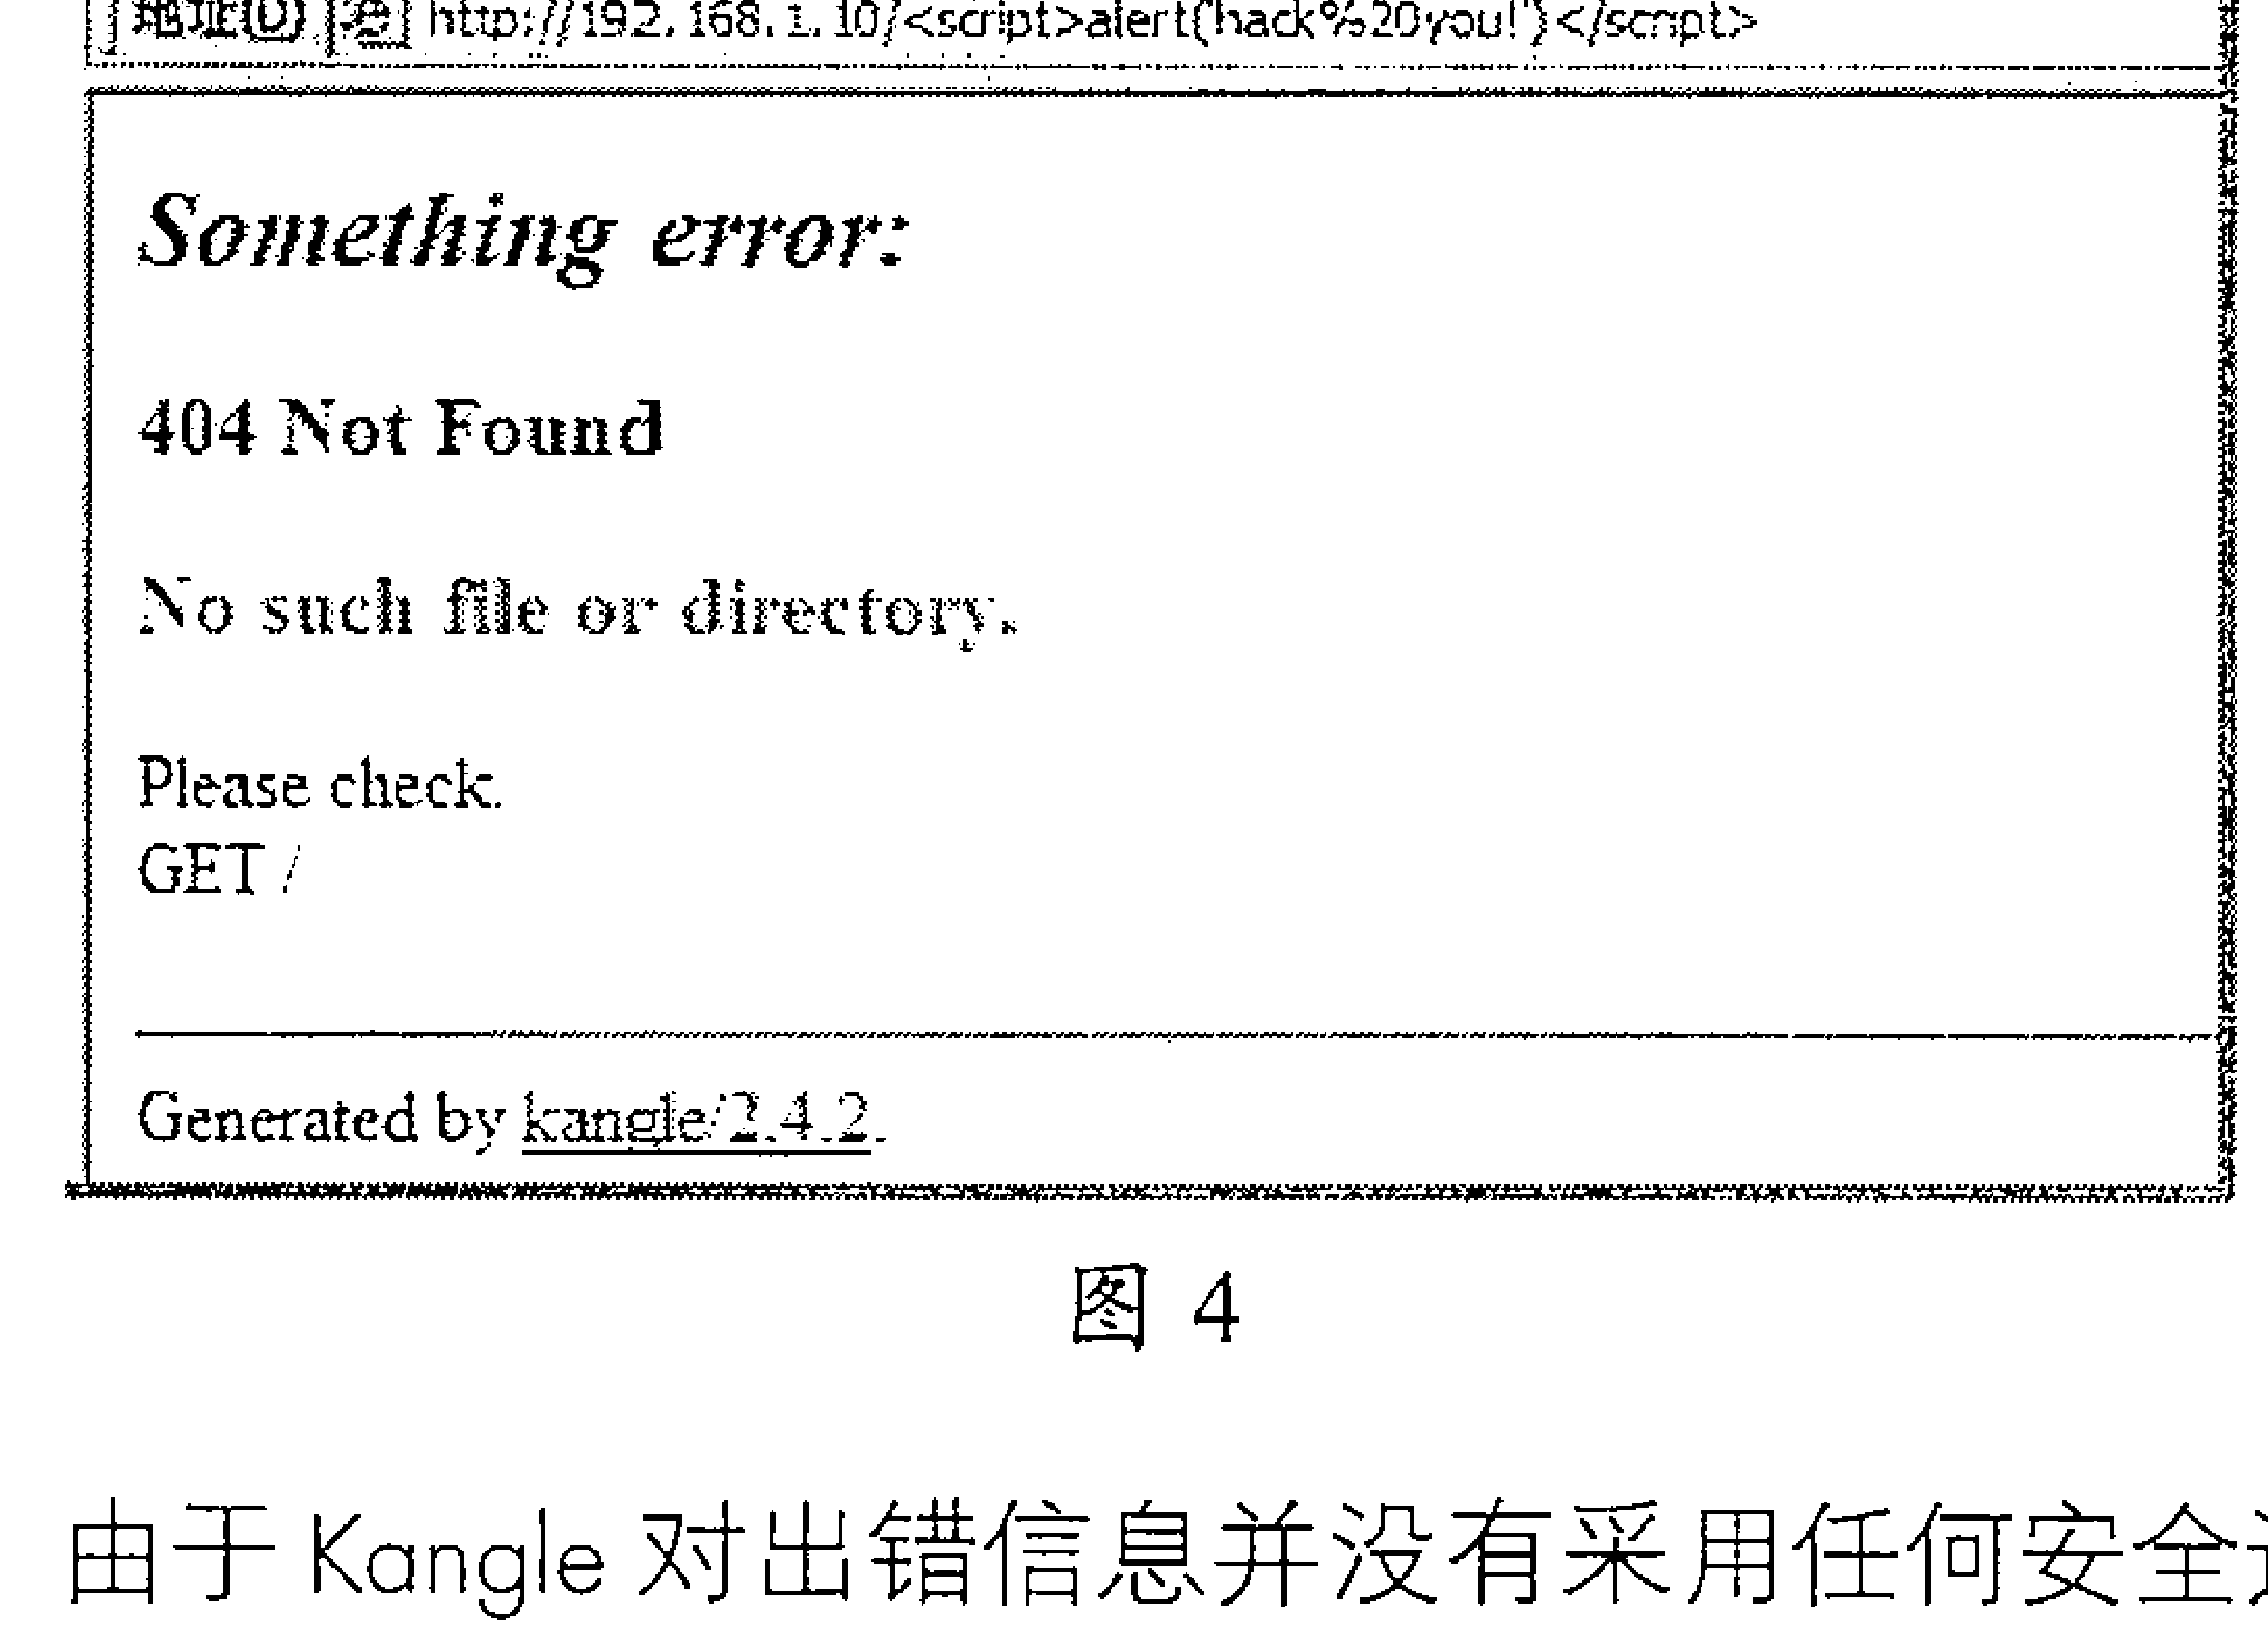 地址(D) http://192.168.1.10/<script>alert('hack%20you!')</script>
Something error:
404 Not Found
No such file or directory.
Please check.
GET /
Generated by kangle/2.4.2.
图 4
由于 Kangle 对出错信息并没有采用任何安全